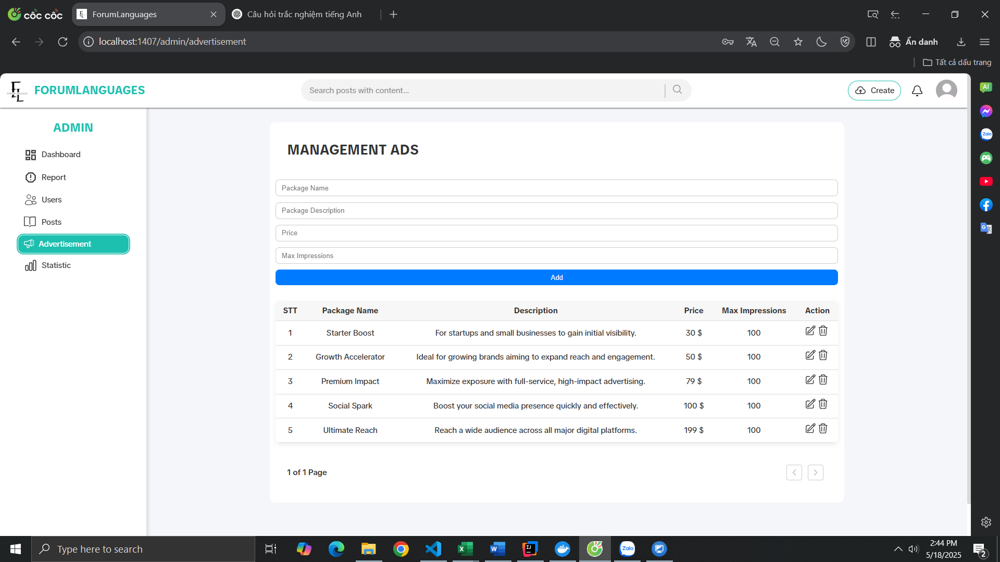 cốc cốc
ForumLanguages
Câu hỏi trắc nghiệm tiếng Anh
localhost:1407/admin/advertisement
Ẩn danh
Tất cả dấu trang
FORUMLANGUAGES
Search posts with content...
Create
ADMIN
Dashboard
Report
Users
Posts
Advertisement
Statistic
MANAGEMENT ADS
Package Name
Package Description
Price
Max Impressions
Add
STT Package Name Description Price Max Impressions Action
1 Starter Boost For startups and small businesses to gain initial visibility. 30 $ 100
2 Growth Accelerator Ideal for growing brands aiming to expand reach and engagement. 50 $ 100
3 Premium Impact Maximize exposure with full-service, high-impact advertising. 79 $ 100
4 Social Spark Boost your social media presence quickly and effectively. 100 $ 100
5 Ultimate Reach Reach a wide audience across all major digital platforms. 199 $ 100
1 of 1 Page
AI
Zalo
Type here to search
Zalo
2:44 PM
5/18/2025
2